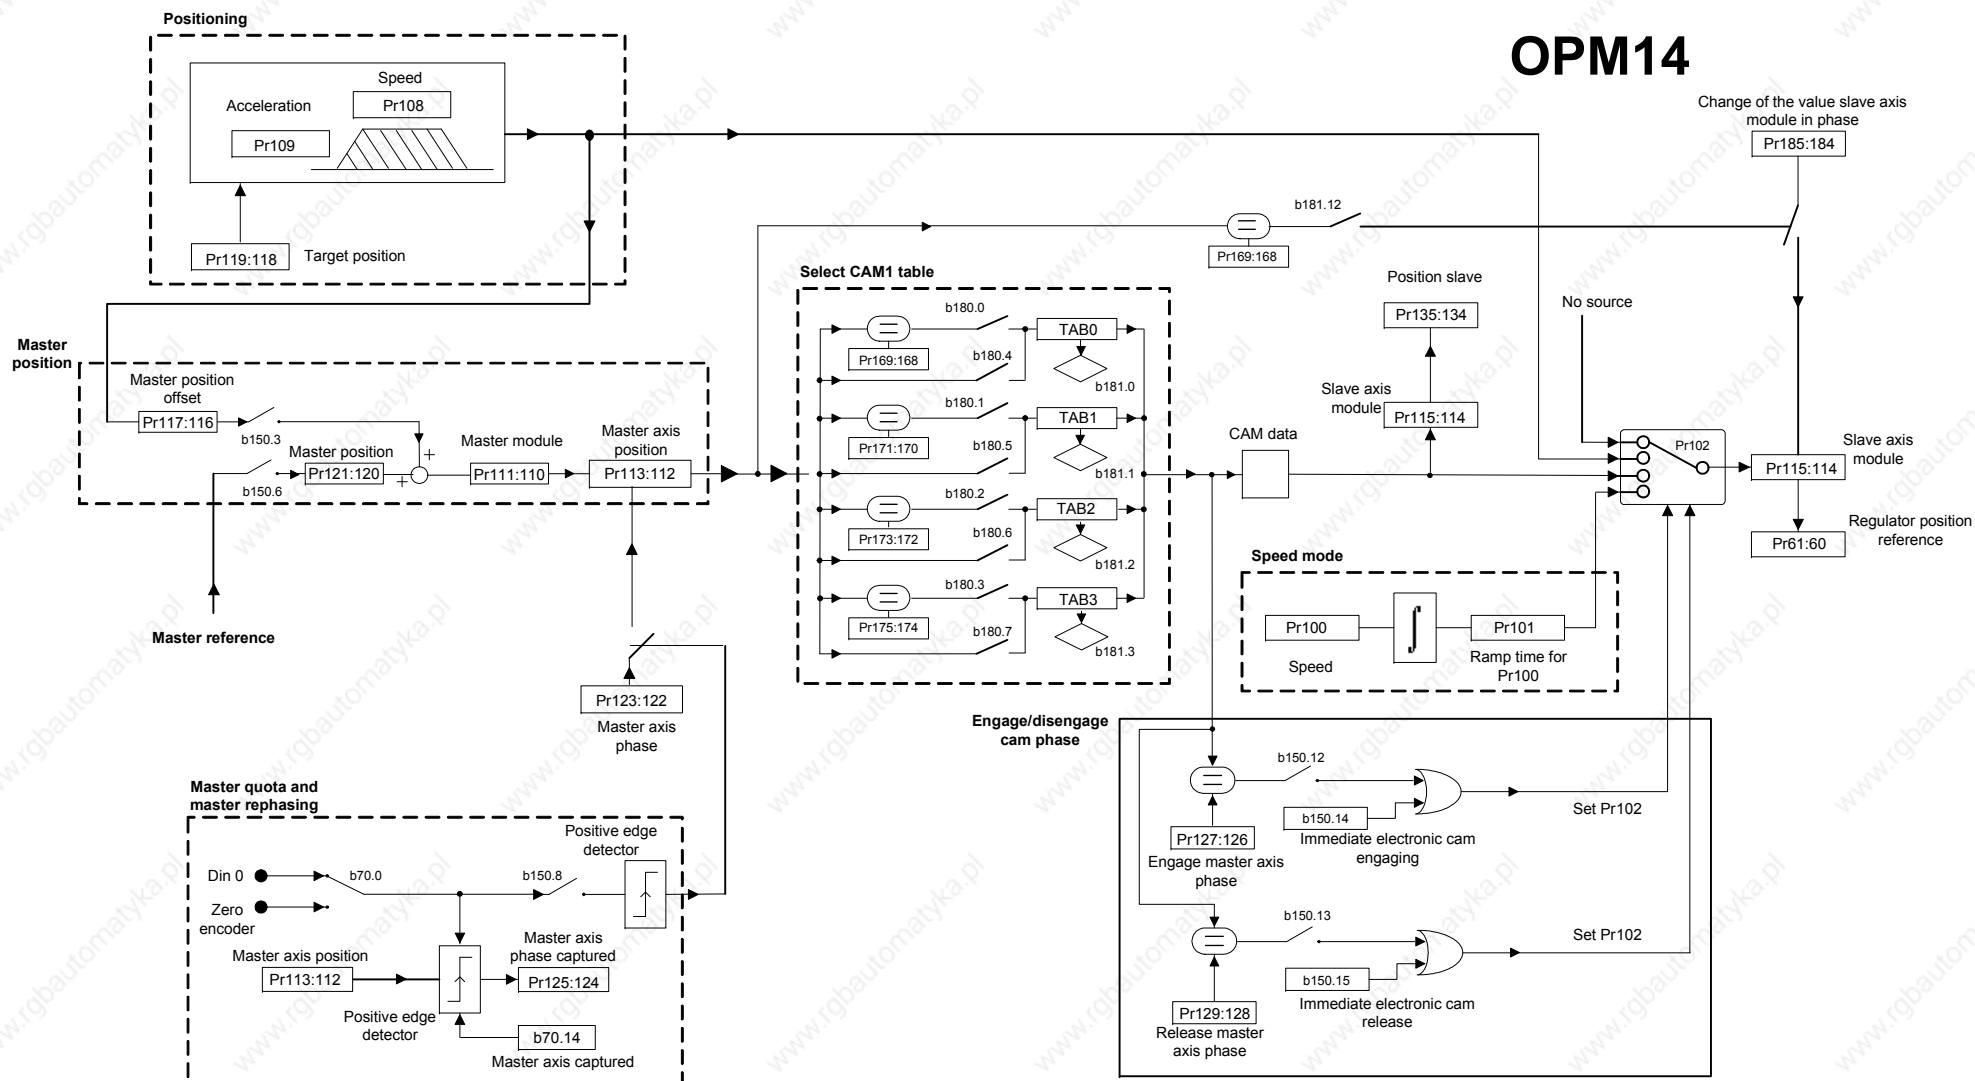 OPM14
Positioning
Speed
Pr108
Acceleration
Pr109
Pr119:118
Target position
Change of the value slave axis
module in phase
Pr185:184
b181.12
Pr169:168
Select CAM1 table
b180.0
TAB0
Pr169:168
b180.4
b181.0
b180.1
TAB1
Pr171:170
b180.5
b181.1
b180.2
TAB2
Pr173:172
b180.6
b181.2
b180.3
TAB3
Pr175:174
b180.7
b181.3
Position slave
Pr135:134
Slave axis
module
Pr115:114
No source
CAM data
Pr102
Slave axis
module
Pr115:114
Regulator position
reference
Pr61:60
Master
position
Master position
offset
Pr117:116
b150.3
Master position
Pr121:120
b150.6
+
+
Master module
Pr111:110
Master axis
position
Pr113:112
Master reference
Pr123:122
Master axis
phase
Speed mode
Pr100
Speed
Pr101
Ramp time for
Pr100
Engage/disengage
cam phase
b150.12
b150.14
Immediate electronic cam
engaging
Set Pr102
Pr127:126
Engage master axis
phase
b150.13
b150.15
Immediate electronic cam
release
Set Pr102
Pr129:128
Release master
axis phase
Master quota and
master rephasing
Positive edge
detector
Din 0
b70.0
b150.8
Zero
encoder
Master axis position
Pr113:112
Master axis
phase captured
Pr125:124
Positive edge
detector
b70.14
Master axis captured
www.rgbautomatyka.pl